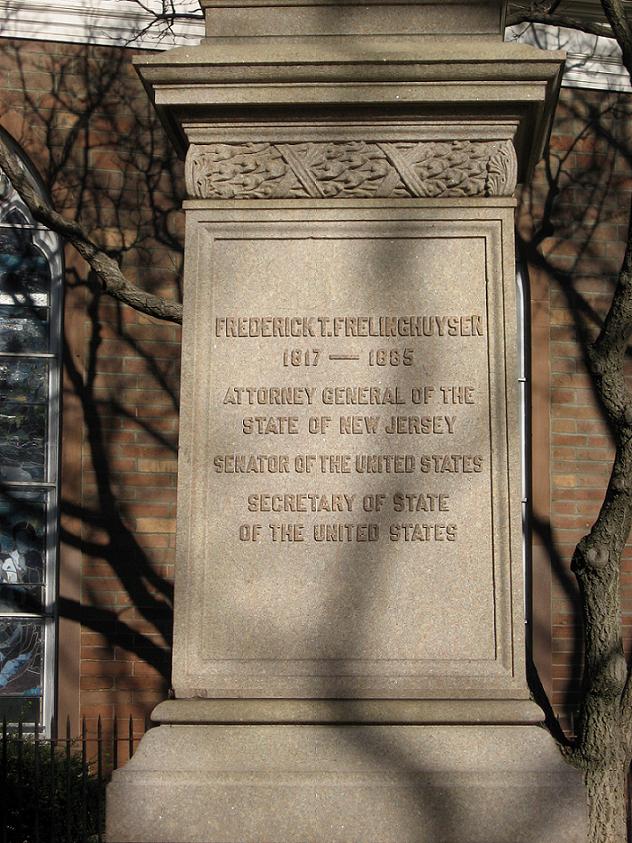 FREDERICK T. FRELINGHUYSEN
1817 — 1885
ATTORNEY GENERAL OF THE
STATE OF NEW JERSEY
SENATOR OF THE UNITED STATES
SECRETARY OF STATE
OF THE UNITED STATES